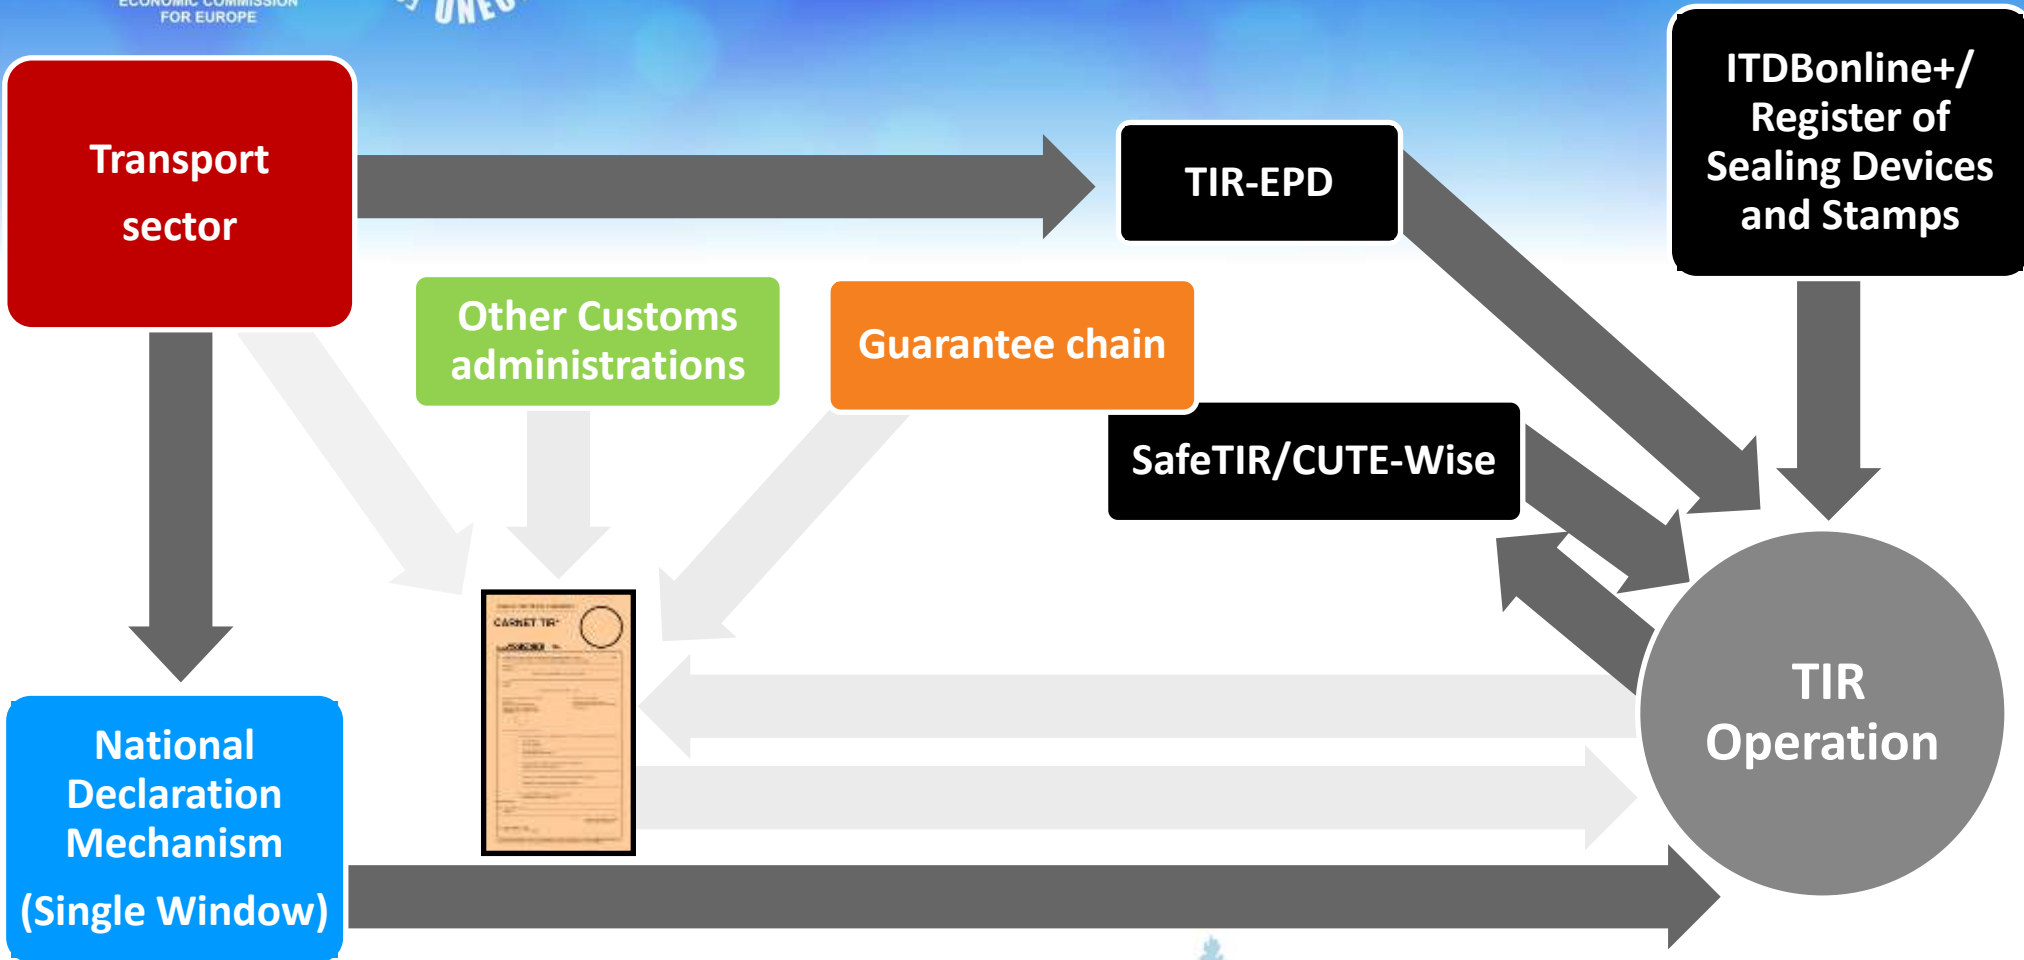 ECONOMIC COMMISSION
FOR EUROPE
Transport
sector
TIR-EPD
ITDBonline+/
Register of
Sealing Devices
and Stamps
Other Customs
administrations
Guarantee chain
SafeTIR/CUTE-Wise
CARNET TIR*
TIR
Operation
National
Declaration
Mechanism
(Single Window)